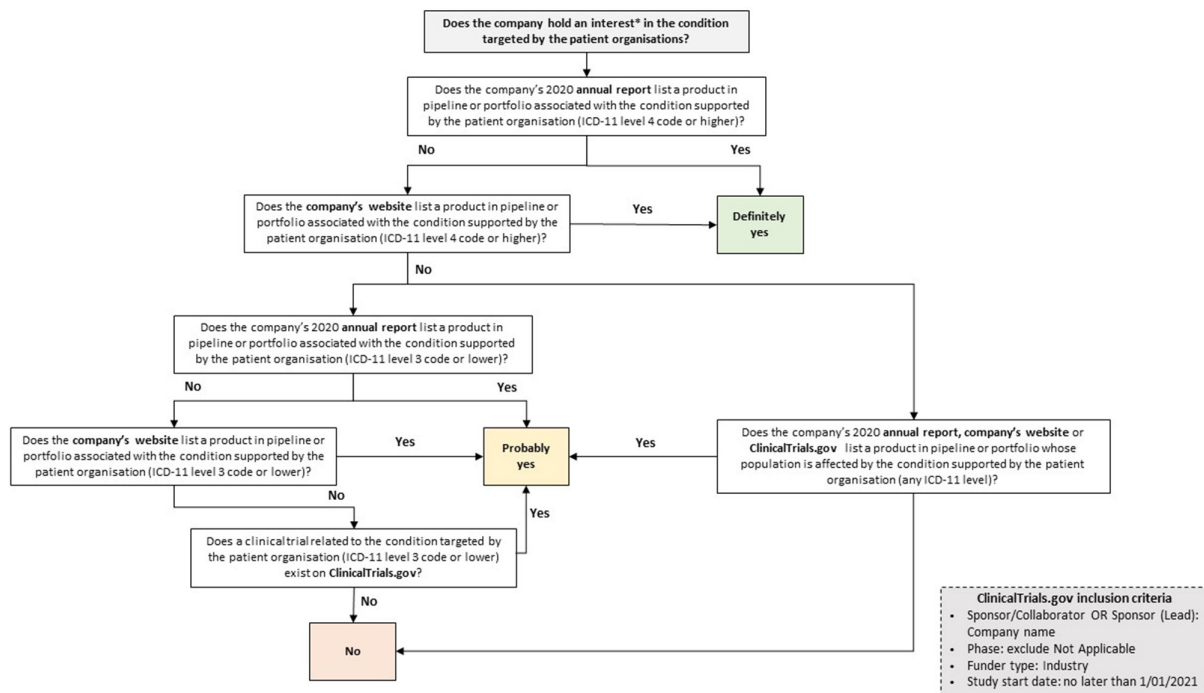 Does the company hold an interest* in the condition
targeted by the patient organisations?
Does the company's 2020 annual report list a product in
pipeline or portfolio associated with the condition supported
by the patient organisation (ICD-11 level 4 code or higher)?
No
Yes
Does the company's website list a product in pipeline or
portfolio associated with the condition supported by the
patient organisation (ICD-11 level 4 code or higher)?
Yes
Definitely
yes
No
Does the company's 2020 annual report list a product in
pipeline or portfolio associated with the condition supported
by the patient organisation (ICD-11 level 3 code or lower)?
No
Yes
Does the company's website list a product in pipeline or
portfolio associated with the condition supported by the
patient organisation (ICD-11 level 3 code or lower)?
Yes
Probably
yes
Yes
Does the company's 2020 annual report, company's website or
ClinicalTrials.gov list a product in pipeline or portfolio whose
population is affected by the condition supported by the patient
organisation (any ICD-11 level)?
No
Yes
Does a clinical trial related to the condition targeted by
the patient organisation (ICD-11 level 3 code or lower)
exist on ClinicalTrials.gov?
No
No
ClinicalTrials.gov inclusion criteria
• Sponsor/Collaborator OR Sponsor (Lead):
Company name
• Phase: exclude Not Applicable
• Funder type: Industry
• Study start date: no later than 1/01/2021